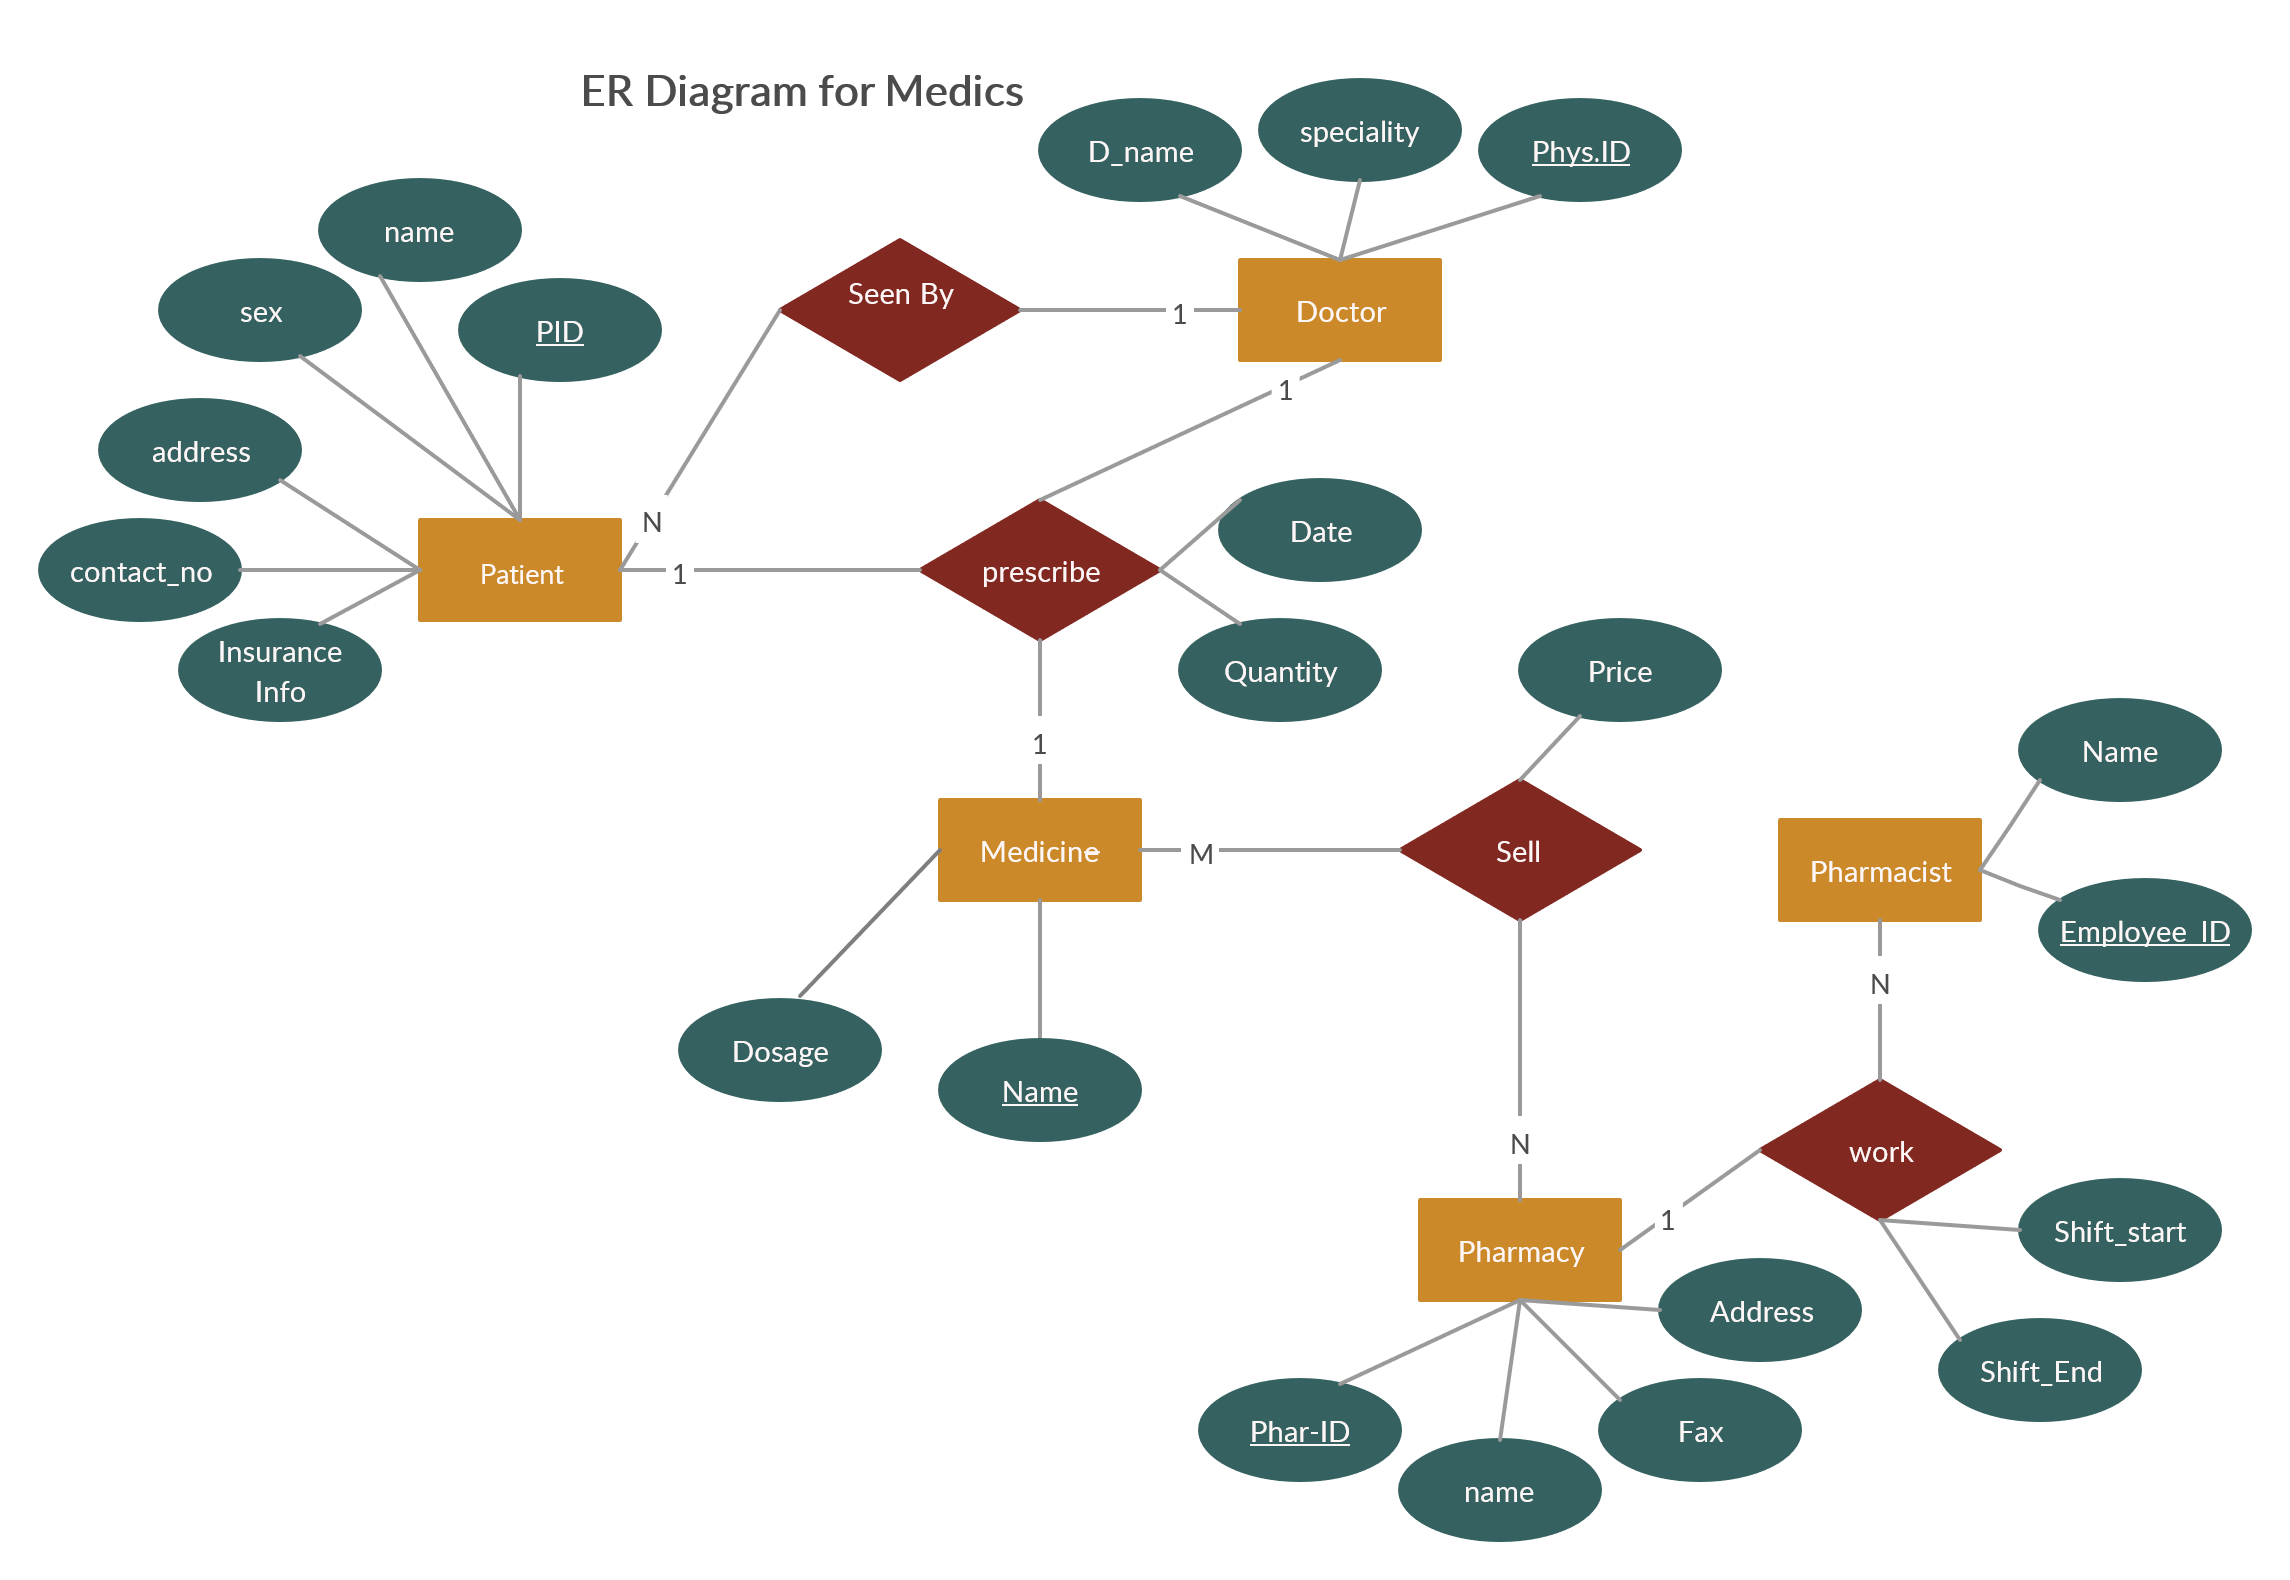 ER Diagram for Medics
D_name
speciality
Phys.ID
name
sex
PID
Seen By
1
Doctor
1
address
N
Date
contact_no
Patient
1
prescribe
Insurance
Info
Quantity
Price
1
Name
Medicine
M
Sell
Pharmacist
Employee_ID
N
Dosage
Name
N
work
1
Shift_start
Pharmacy
Address
Shift_End
Phar-ID
Fax
name